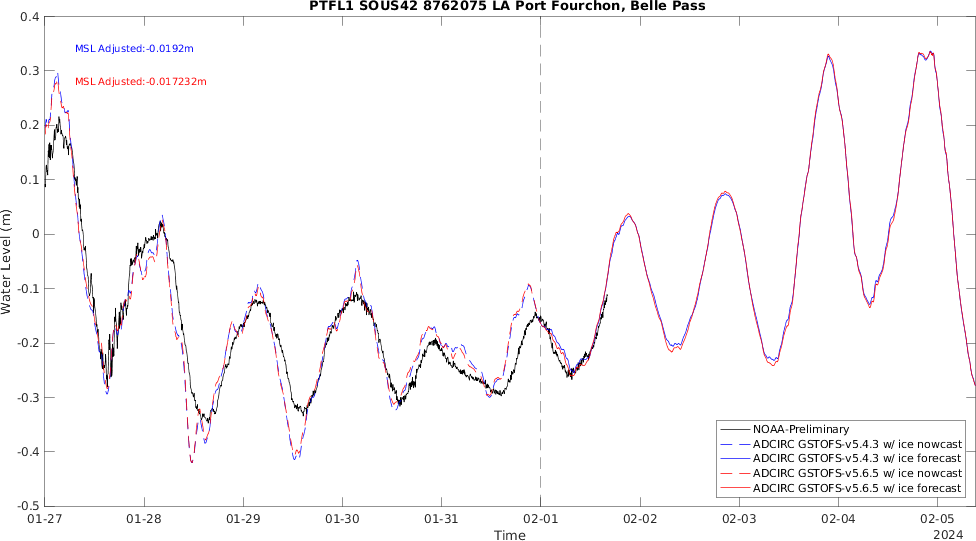 PTFL1 SOUS42 8762075 LA Port Fourchon, Belle Pass
MSL Adjusted:-0.0192m
MSL Adjusted:-0.017232m
Water Level (m)
0.4
0.3
0.2
0.1
0
-0.1
-0.2
-0.3
-0.4
-0.5
NOAA-Preliminary
ADCIRC GSTOFS-v5.4.3 w/ ice nowcast
ADCIRC GSTOFS-v5.4.3 w/ ice forecast
ADCIRC GSTOFS-v5.6.5 w/ ice nowcast
ADCIRC GSTOFS-v5.6.5 w/ ice forecast
01-27 01-28 01-29 01-30 01-31 02-01 02-02 02-03 02-04 02-05
Time
2024